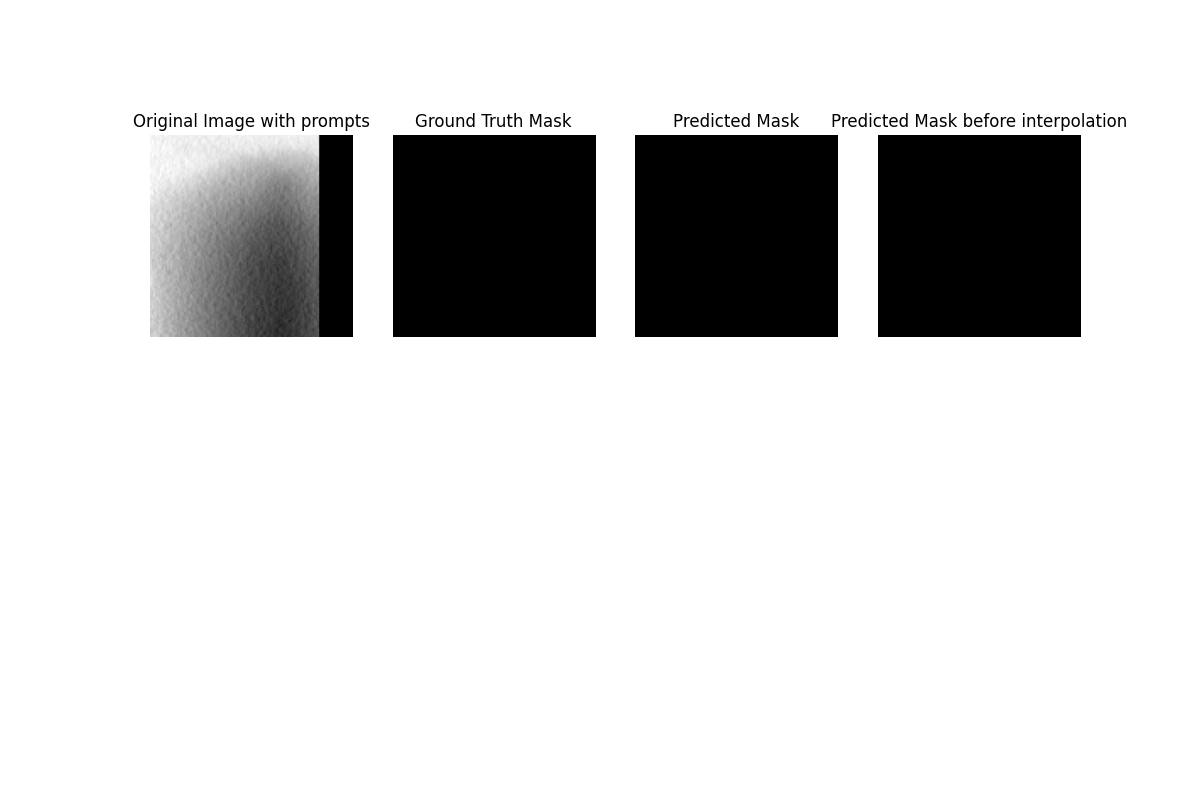 Original Image with prompts
Ground Truth Mask
Predicted Mask
Predicted Mask before interpolation